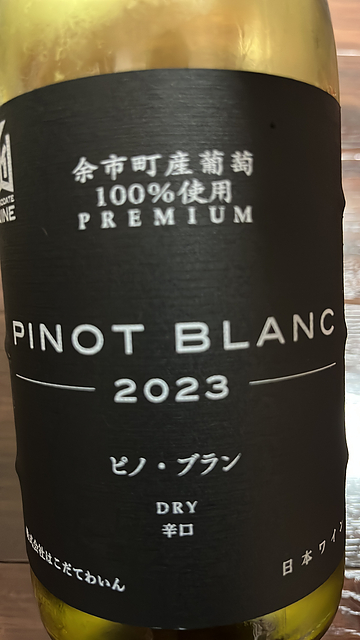 余市町産葡萄
100%使用
PREMIUM
PINOT BLANC
2023
ピノ・ブラン
DRY
辛口
株式会社はこだてわいん
日本ワイン